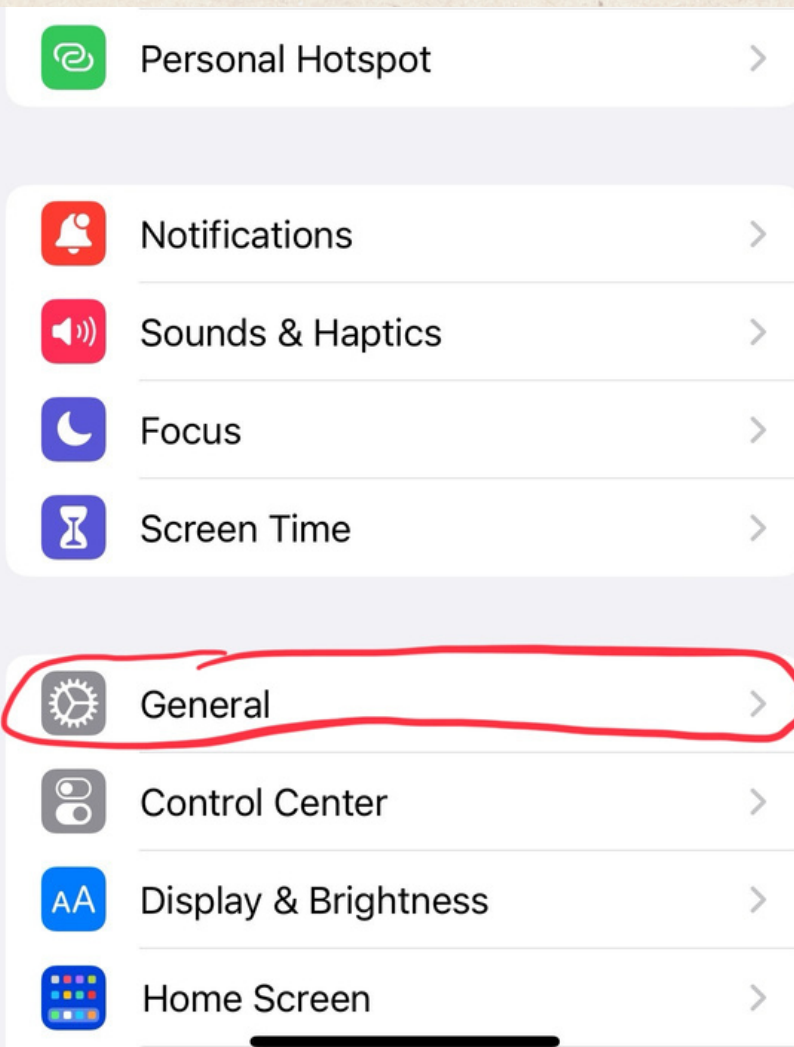 Personal Hotspot
Notifications
Sounds & Haptics
Focus
Screen Time
General
Control Center
AA Display & Brightness
Home Screen